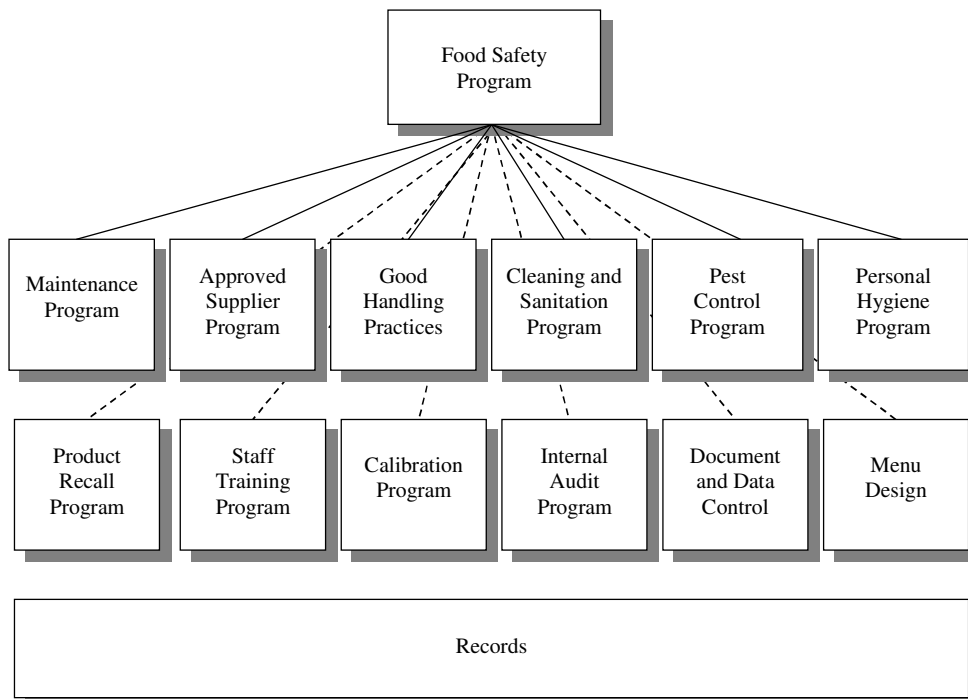 Food Safety
Program
Maintenance
Program
Approved
Supplier
Program
Good
Handling
Practices
Cleaning and
Sanitation
Program
Pest
Control
Program
Personal
Hygiene
Program
Product
Recall
Program
Staff
Training
Program
Calibration
Program
Internal
Audit
Program
Document
and Data
Control
Menu
Design
Records